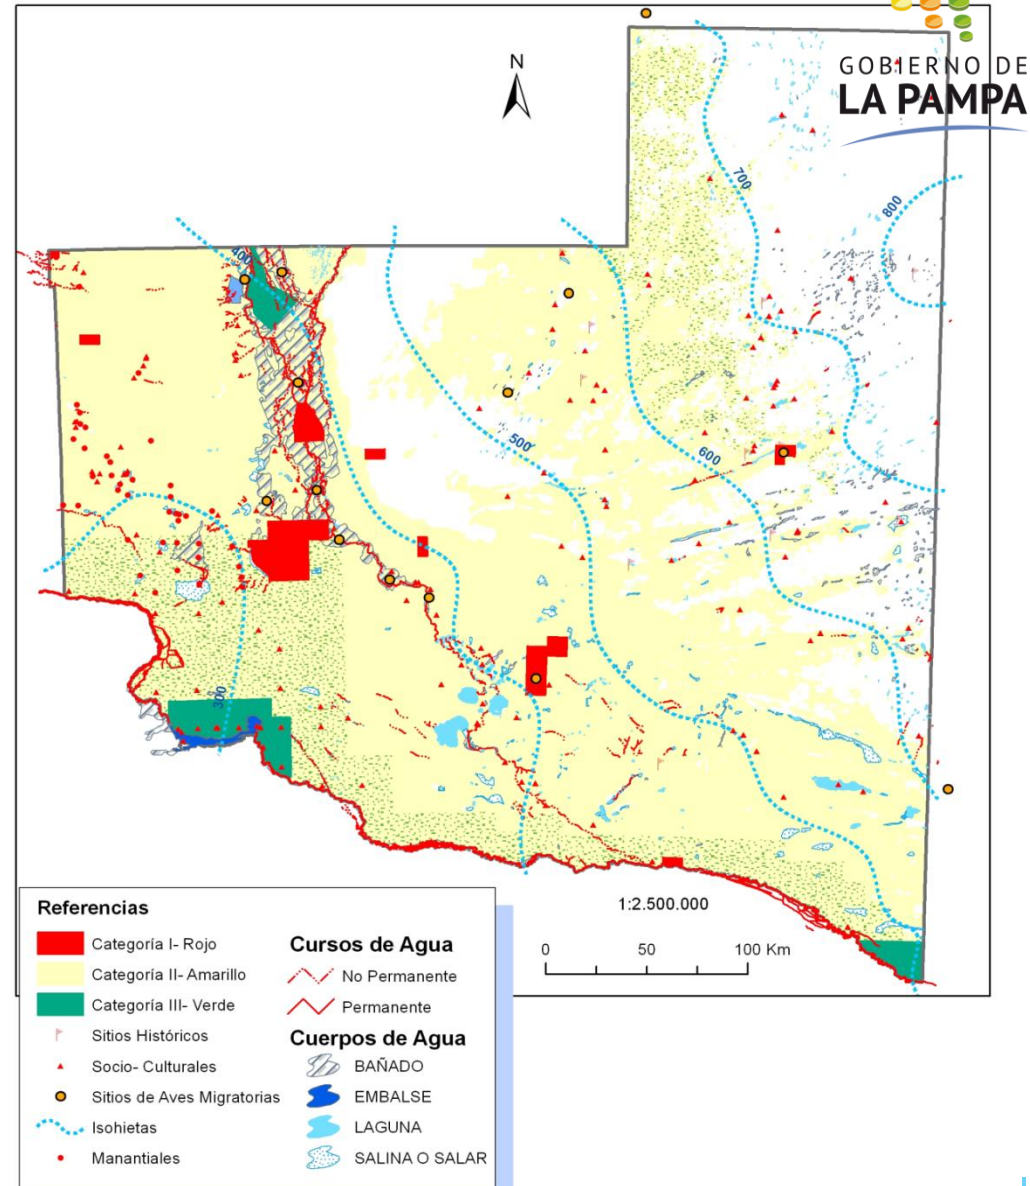 GOBIERNO DE
LA PAMPA
N
700
800
400
500
600
300
1:2.500.000
0 50 100 Km
Referencias
Categoría I- Rojo
Categoría II- Amarillo
Categoría III- Verde
Sitios Históricos
Socio- Culturales
Sitios de Aves Migratorias
Isohietas
Manantiales
Cursos de Agua
No Permanente
Permanente
Cuerpos de Agua
BAÑADO
EMBALSE
LAGUNA
SALINA O SALAR